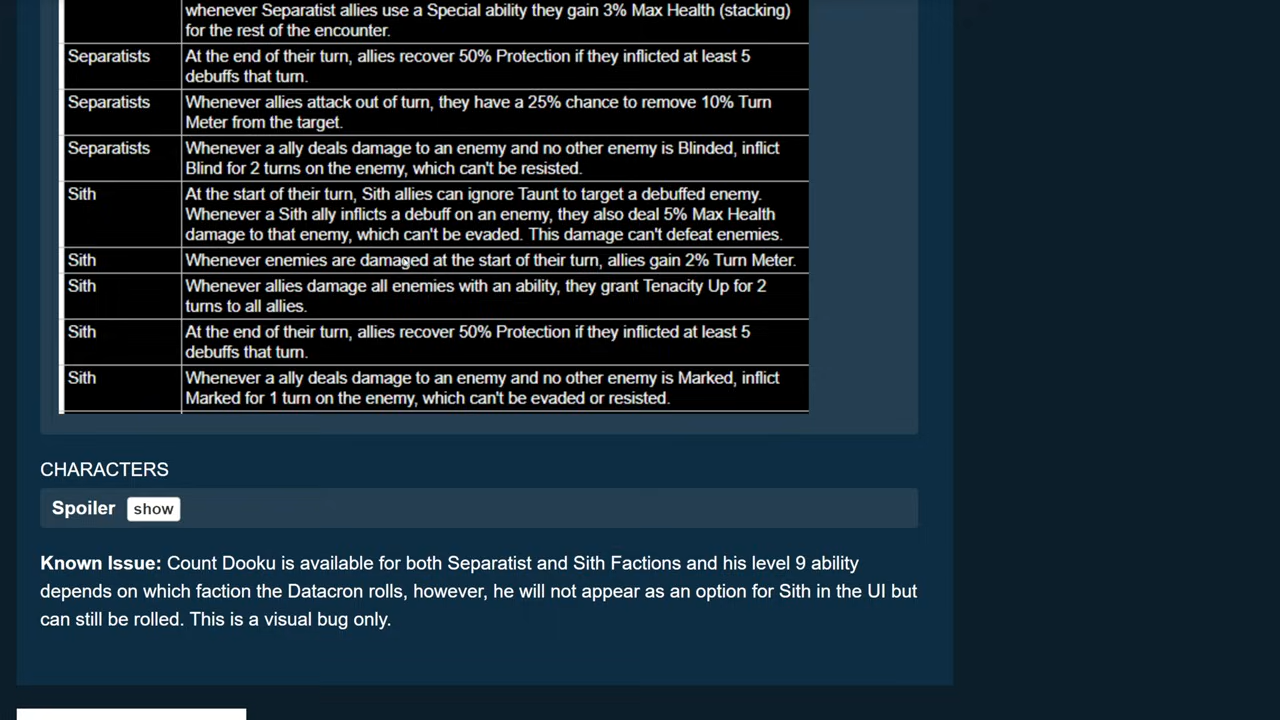 whenever Separatist allies use a Special ability they gain 3% Max Health (stacking)
for the rest of the encounter.
Separatists At the end of their turn, allies recover 50% Protection if they inflicted at least 5
debuffs that turn.
Separatists Whenever allies attack out of turn, they have a 25% chance to remove 10% Turn
Meter from the target.
Separatists Whenever a ally deals damage to an enemy and no other enemy is Blinded, inflict
Blind for 2 turns on the enemy, which can't be resisted.
Sith At the start of their turn, Sith allies can ignore Taunt to target a debuffed enemy.
Whenever a Sith ally inflicts a debuff on an enemy, they also deal 5% Max Health
damage to that enemy, which can't be evaded. This damage can't defeat enemies.
Sith Whenever enemies are damaged at the start of their turn, allies gain 2% Turn Meter.
Sith Whenever allies damage all enemies with an ability, they grant Tenacity Up for 2
turns to all allies.
Sith At the end of their turn, allies recover 50% Protection if they inflicted at least 5
debuffs that turn.
Sith Whenever a ally deals damage to an enemy and no other enemy is Marked, inflict
Marked for 1 turn on the enemy, which can't be evaded or resisted.
CHARACTERS
Spoiler show
Known Issue: Count Dooku is available for both Separatist and Sith Factions and his level 9 ability
depends on which faction the Datacron rolls, however, he will not appear as an option for Sith in the UI but
can still be rolled. This is a visual bug only.